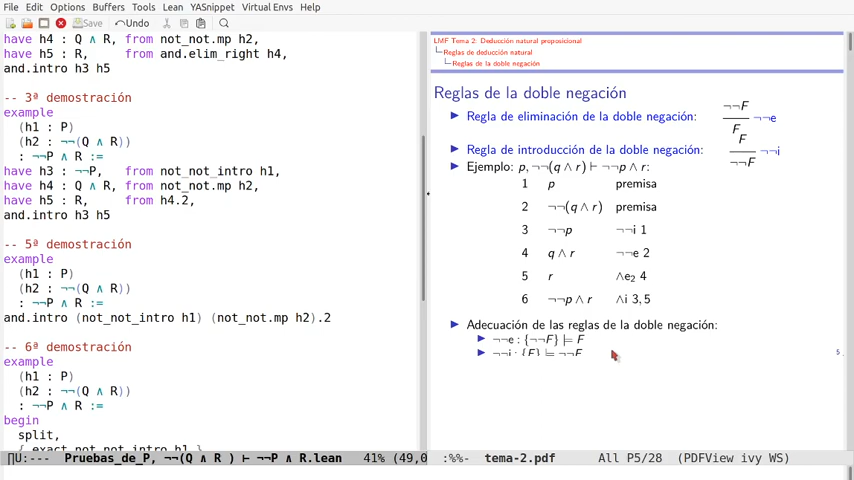 File Edit Options Buffers Tools Lean YASnippet Virtual Envs Help
Save Undo
have h4 : Q ∧ R, from not_not.mp h2,
have h5 : R,     from and.elim_right h4,
and.intro h3 h5
-- 3ª demostración
example
(h1 : P)
(h2 : ¬¬(Q ∧ R))
: ¬¬P ∧ R :=
have h3 : ¬¬P,   from not_not_intro h1,
have h4 : Q ∧ R, from not_not.mp h2,
have h5 : R,     from h4.2,
and.intro h3 h5
-- 5ª demostración
example
(h1 : P)
(h2 : ¬¬(Q ∧ R))
: ¬¬P ∧ R :=
and.intro (not_not_intro h1) (not_not.mp h2).2
-- 6ª demostración
example
(h1 : P)
(h2 : ¬¬(Q ∧ R))
: ¬¬P ∧ R :=
begin
split,
{ exact not_not_intro h1 }
∏U:--- Pruebas_de_P, ¬¬(Q ∧ R ) ⊢ ¬¬P ∧ R.lean 41% (49,0
LMF Tema 2: Deducción natural proposicional
Reglas de deducción natural
Reglas de la doble negación
Reglas de la doble negación
Regla de eliminación de la doble negación: ¬¬F
F ¬¬e
Regla de introducción de la doble negación: F
¬¬F ¬¬i
Ejemplo: p, ¬¬(q ∧ r) ⊢ ¬¬p ∧ r:
1 p premisa
2 ¬¬(q ∧ r) premisa
3 ¬¬p ¬¬i 1
4 q ∧ r ¬¬e 2
5 r ∧e₂ 4
6 ¬¬p ∧ r ∧i 3, 5
Adecuación de las reglas de la doble negación:
¬¬e : {¬¬F} ⊨ F
¬¬i : {F} ⊨ ¬¬F
5
:%%- tema-2.pdf All P5/28 (PDFView ivy WS)